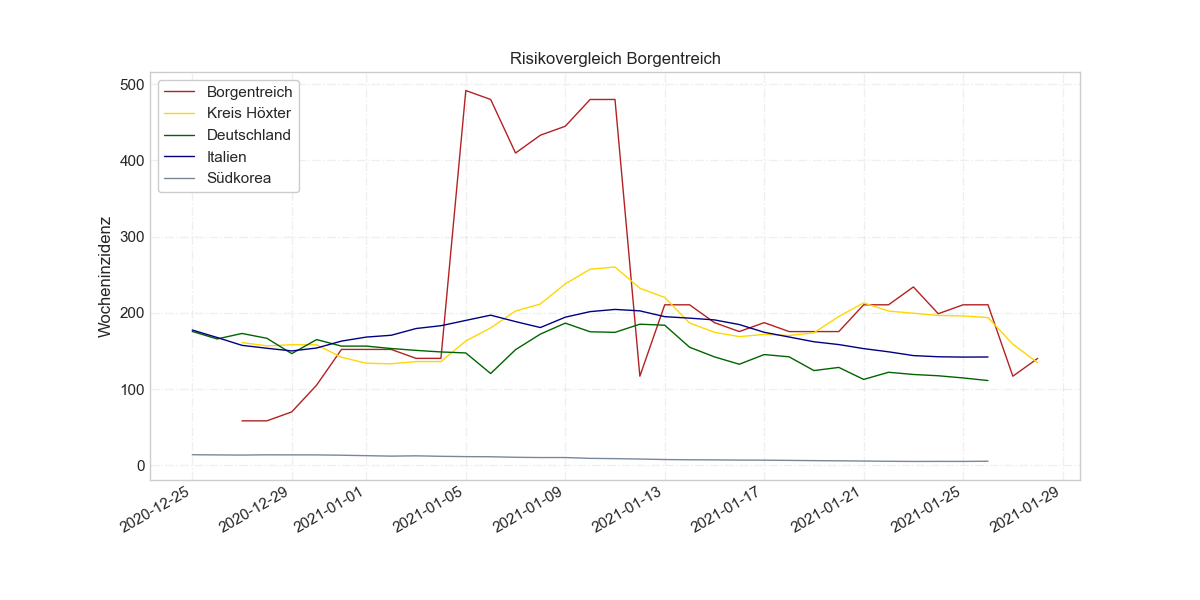 Risikovergleich Borgentreich
Wocheninzidenz
500
400
300
200
100
0
Borgentreich
Kreis Höxter
Deutschland
Italien
Südkorea
2020-12-25
2020-12-29
2021-01-01
2021-01-05
2021-01-09
2021-01-13
2021-01-17
2021-01-21
2021-01-25
2021-01-29